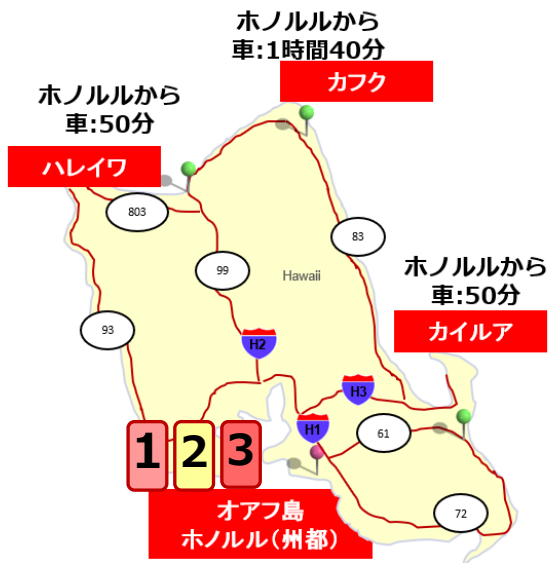 ホノルルから
車:1時間40分
カフク
ホノルルから
車:50分
ハレイワ
803
83
99
Hawaii
ホノルルから
車:50分
カイルア
93
H2
H3
H1
61
1
2
3
72
オアフ島
ホノルル(州都)